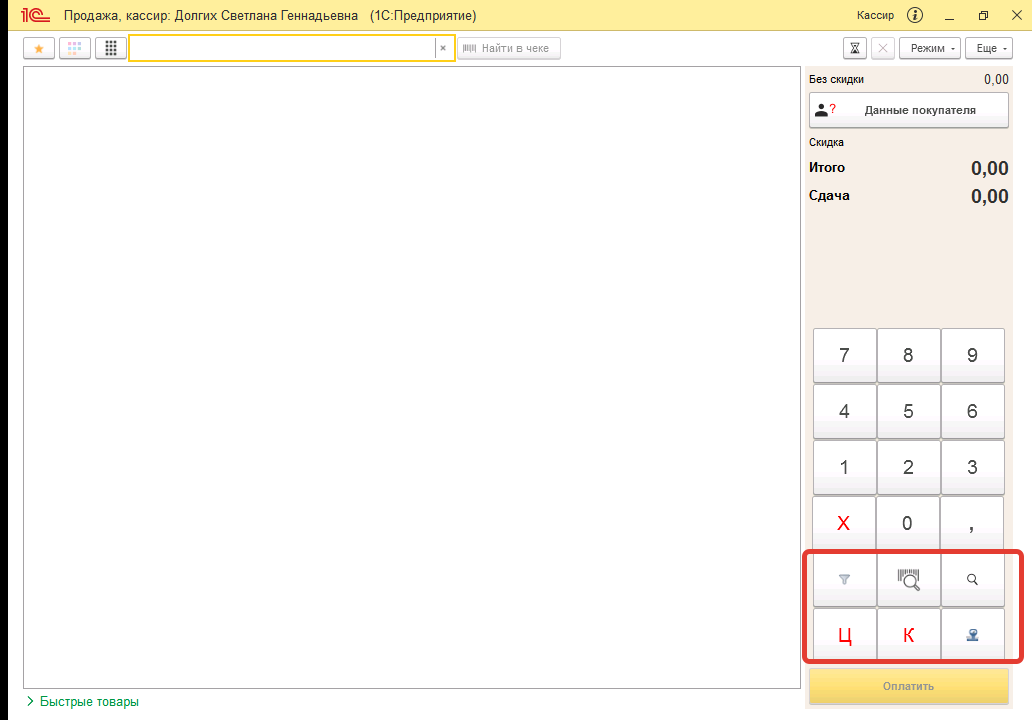 1С Продажа, кассир: Долгих Светлана Геннадьевна (1С:Предприятие) Кассир
Найти в чеке Режим Еще
Без скидки 0,00
? Данные покупателя
Скидка
Итого 0,00
Сдача 0,00
7 8 9
4 5 6
1 2 3
X 0 ,
Ц К
Оплатить
Быстрые товары